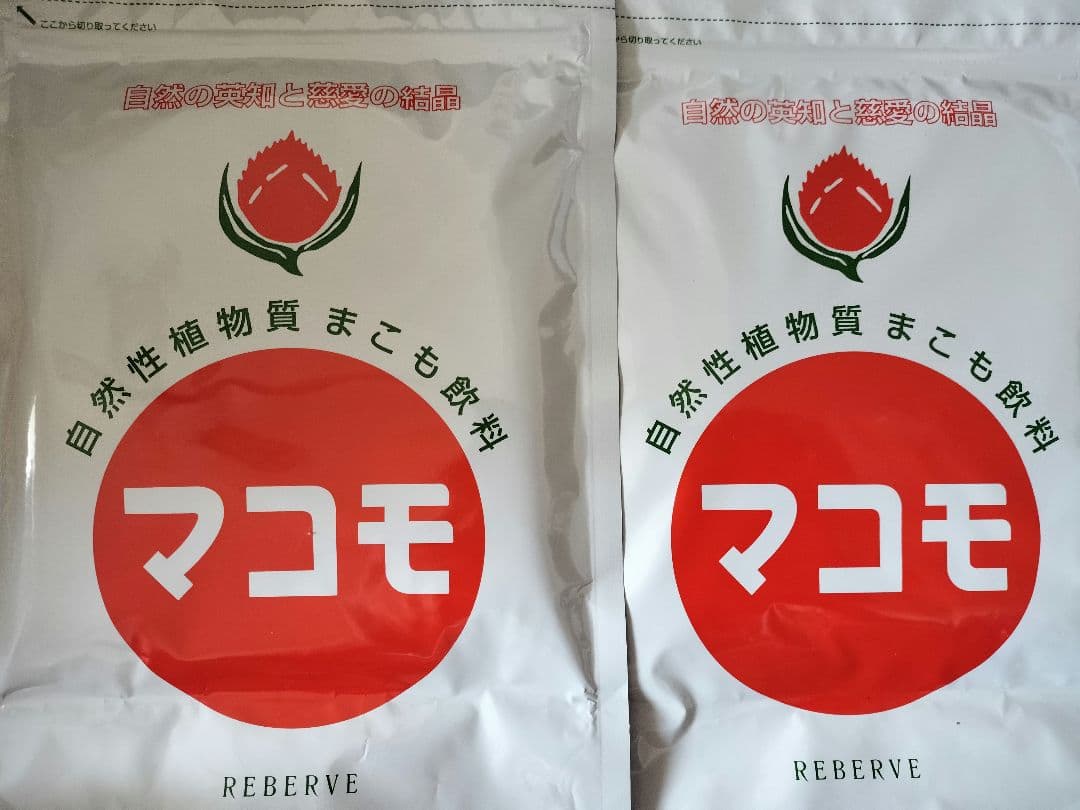 ここから切り取ってください
自然の英知と慈愛の結晶
自然性植物質 まこも飲料
マコモ
REBERVE
から切り取ってください
自然の英知と慈愛の結晶
自然性植物質 まこも飲料
マコモ
REBERVE